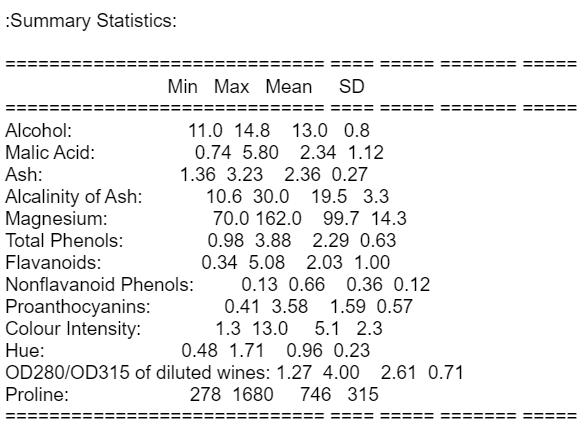 :Summary Statistics:
============================= ==== ===== ======= =====
Min Max Mean SD
============================= ==== ===== ======= =====
Alcohol: 11.0 14.8 13.0 0.8
Malic Acid: 0.74 5.80 2.34 1.12
Ash: 1.36 3.23 2.36 0.27
Alcalinity of Ash: 10.6 30.0 19.5 3.3
Magnesium: 70.0 162.0 99.7 14.3
Total Phenols: 0.98 3.88 2.29 0.63
Flavanoids: 0.34 5.08 2.03 1.00
Nonflavanoid Phenols: 0.13 0.66 0.36 0.12
Proanthocyanins: 0.41 3.58 1.59 0.57
Colour Intensity: 1.3 13.0 5.1 2.3
Hue: 0.48 1.71 0.96 0.23
OD280/OD315 of diluted wines: 1.27 4.00 2.61 0.71
Proline: 278 1680 746 315
============================= ==== ===== ======= =====